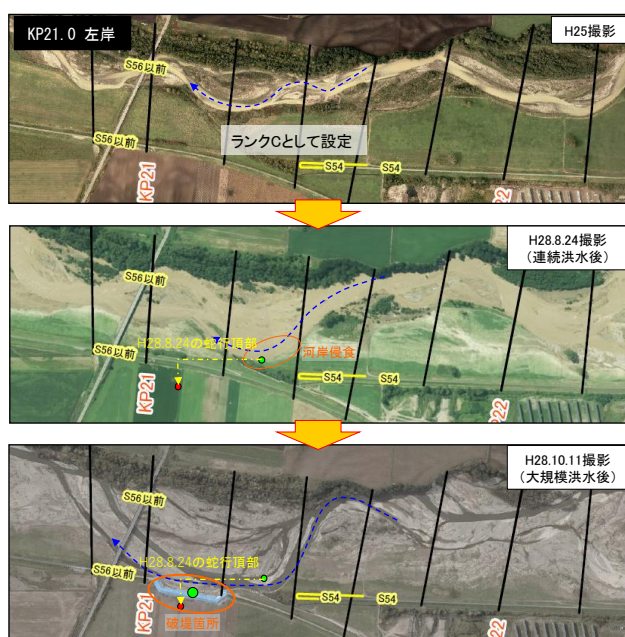 KP21.0 左岸
H25撮影
S56以前
ランクCとして設定
S56以前
S54
S54
KP21
KP22
H28.8.24撮影
（連続洪水後）
S56以前
H28.8.24の蛇行頂部
河岸侵食
S56以前
S54
S54
KP21
KP22
H28.10.11撮影
（大規模洪水後）
S56以前
H28.8.24の蛇行頂部
S56以前
S54
S54
KP21
KP22
破堤箇所